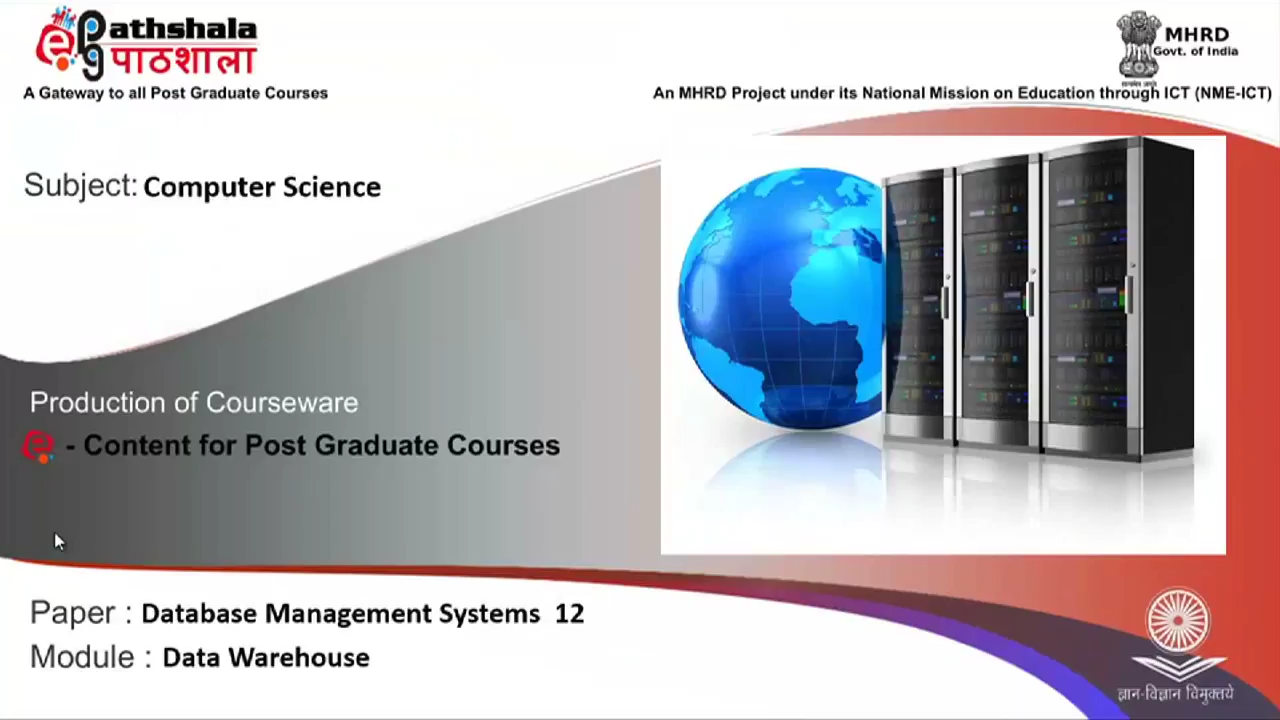 ePG Pathshala
पाठशाला
A Gateway to all Post Graduate Courses
MHRD
Govt. of India
An MHRD Project under its National Mission on Education through ICT (NME-ICT)
Subject: Computer Science
Production of Courseware
e - Content for Post Graduate Courses
Paper : Database Management Systems 12
Module : Data Warehouse
ज्ञान-विज्ञान विमुक्तये